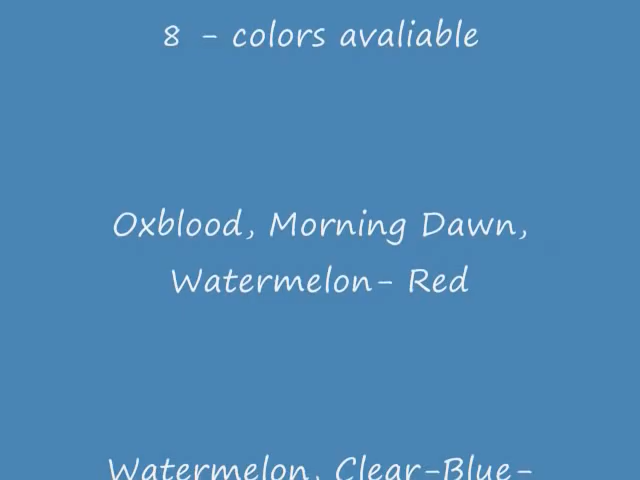 8 - colors avaliable
Oxblood, Morning Dawn,
Watermelon- Red
Watermelon, Clear-Blue-